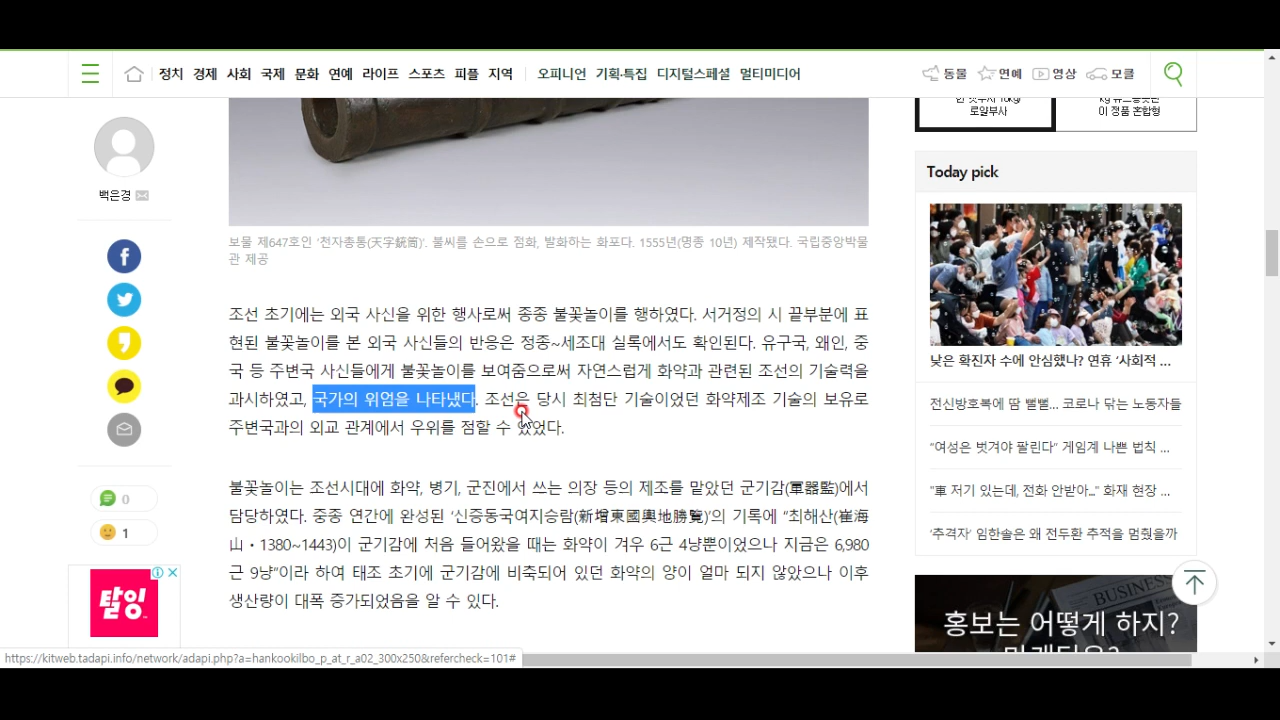 정치 경제 사회 국제 문화 연예 라이프 스포츠 피플 지역 오피니언 기획·특집 디지털스페셜 멀티미디어
동물 연예 영상 모클
로얄부사
이 정품 혼합형
백은경
보물 제647호인 '천자총통(天字銃筒)'. 불씨를 손으로 점화, 발화하는 화포다. 1555년(명종 10년) 제작됐다. 국립중앙박물
관 제공
조선 초기에는 외국 사신을 위한 행사로써 종종 불꽃놀이를 행하였다. 서거정의 시 끝부분에 표
현된 불꽃놀이를 본 외국 사신들의 반응은 정종~세조대 실록에서도 확인된다. 유구국, 왜인, 중
국 등 주변국 사신들에게 불꽃놀이를 보여줌으로써 자연스럽게 화약과 관련된 조선의 기술력을
과시하였고, 국가의 위엄을 나타냈다. 조선은 당시 최첨단 기술이었던 화약제조 기술의 보유로
주변국과의 외교 관계에서 우위를 점할 수 있었다.
불꽃놀이는 조선시대에 화약, 병기, 군진에서 쓰는 의장 등의 제조를 맡았던 군기감(軍器監)에서
담당하였다. 중종 연간에 완성된 '신증동국여지승람(新增東國輿地勝覽)'의 기록에 "최해산(崔海
山·1380~1443)이 군기감에 처음 들어왔을 때는 화약이 겨우 6근 4냥뿐이었으나 지금은 6,980
근 9냥"이라 하여 태조 초기에 군기감에 비축되어 있던 화약의 양이 얼마 되지 않았으나 이후
생산량이 대폭 증가되었음을 알 수 있다.
0
1
탈잉
Today pick
낮은 확진자 수에 안심했나? 연휴 '사회적 ...
전신방호복에 땀 뻘뻘... 코로나 닦는 노동자들
"여성은 벗겨야 팔린다" 게임계 나쁜 법칙 ...
"車 저기 있는데, 전화 안받아..." 화재 현장 ...
'추격자' 임한솔은 왜 전두환 추적을 멈췄을까
BUSINESS
홍보는 어떻게 하지?
https://kitweb.tadapi.info/network/adapi.php?a=hankookilbo_p_at_r_a02_300x250&refercheck=101#